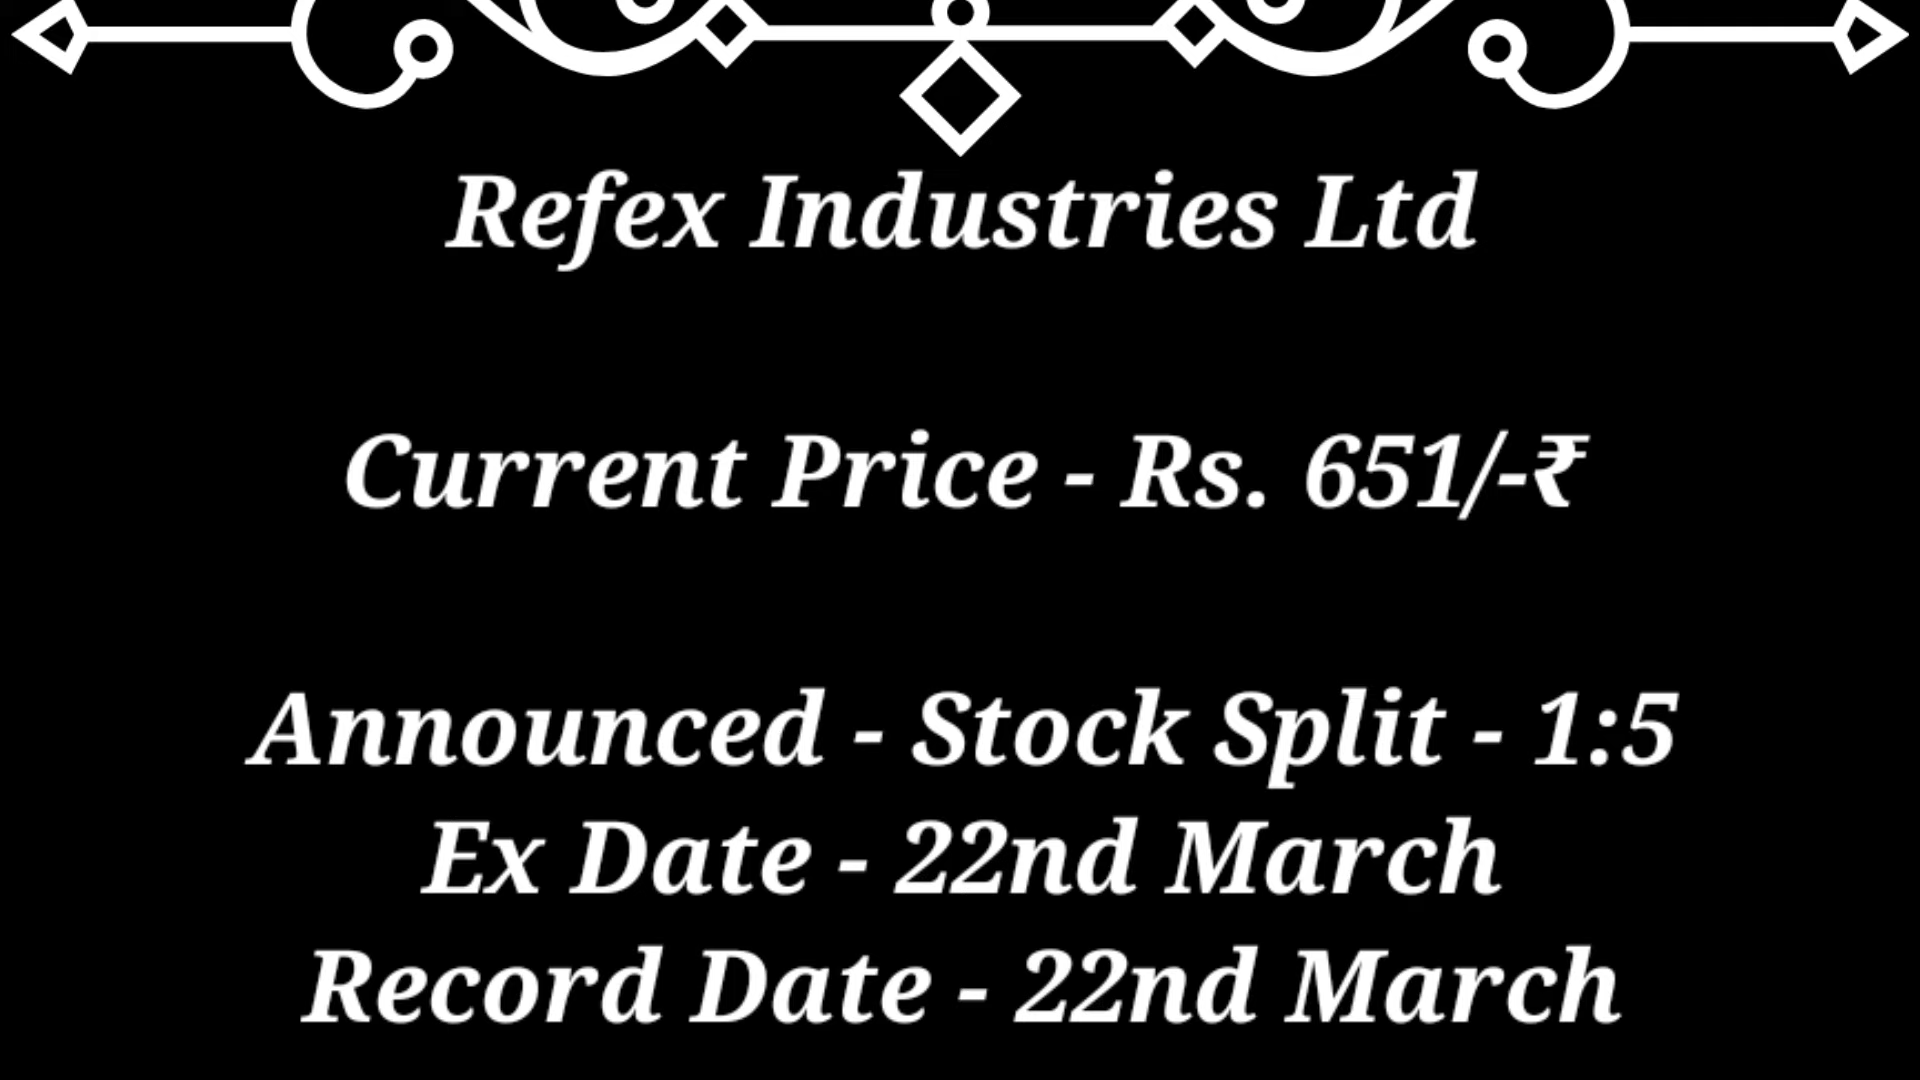 Refex Industries Ltd
Current Price - Rs. 651/-₹
Announced - Stock Split - 1:5
Ex Date - 22nd March
Record Date - 22nd March